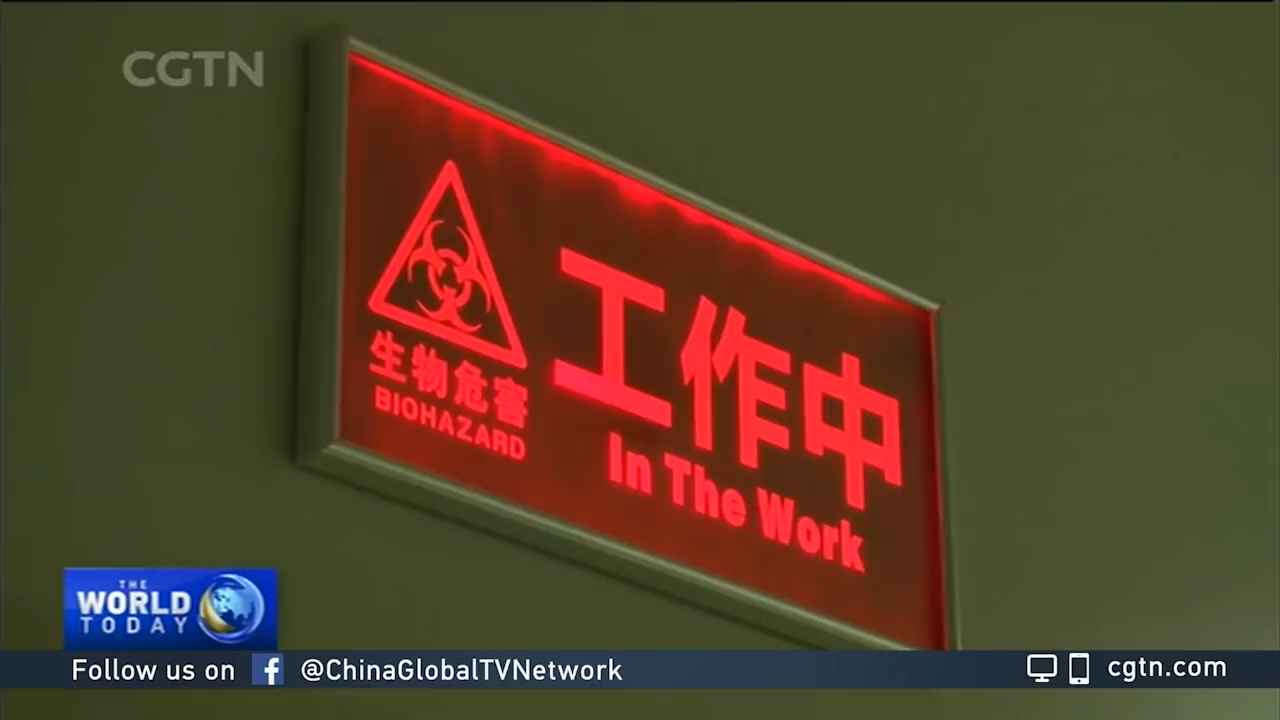 CGTN
生物危害
BIOHAZARD
工作中
In The Work
THE
WORLD
TODAY
Follow us on f @ChinaGlobalTVNetwork
cgtn.com